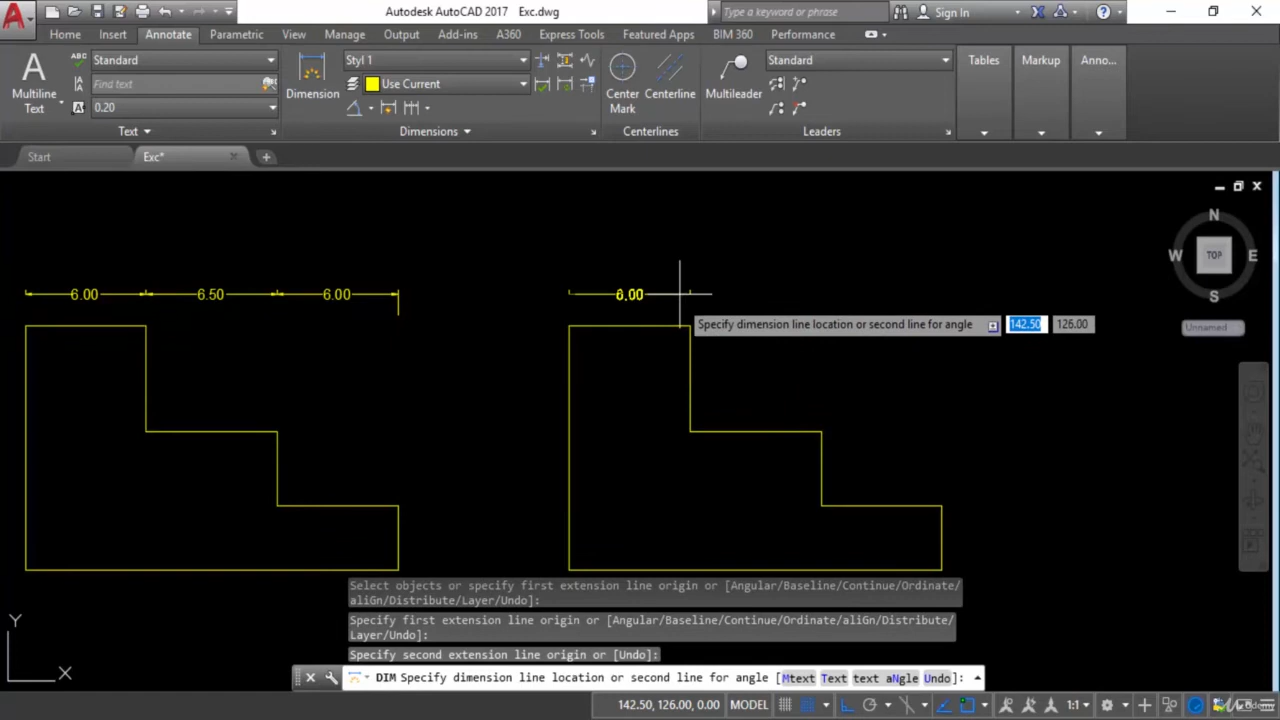 Autodesk AutoCAD 2017 Exc.dwg
Type a keyword or phrase
Sign In
Home Insert Annotate Parametric View Manage Output Add-ins A360 Express Tools Featured Apps BIM 360 Performance
Multiline
Text
ABC
Standard
Find text
0.20
Dimension
Styl 1
Use Current
Center
Mark
Centerline
Multileader
Standard
Tables
Markup
Anno...
Text
Dimensions
Centerlines
Leaders
Start
Exc*
N
W
TOP
E
S
Unnamed
6.00
6.50
6.00
6.00
Specify dimension line location or second line for angle
142.50
126.00
Select objects or specify first extension line origin or [Angular/Baseline/Continue/Ordinate/
aliGn/Distribute/Layer/Undo]:
Specify first extension line origin or [Angular/Baseline/Continue/Ordinate/aliGn/Distribute/
Layer/Undo]:
Specify second extension line origin or [Undo]:
DIM Specify dimension line location or second line for angle [Mtext Text text aNgle Undo]:
Y
X
142.50, 126.00, 0.00
MODEL
1:1